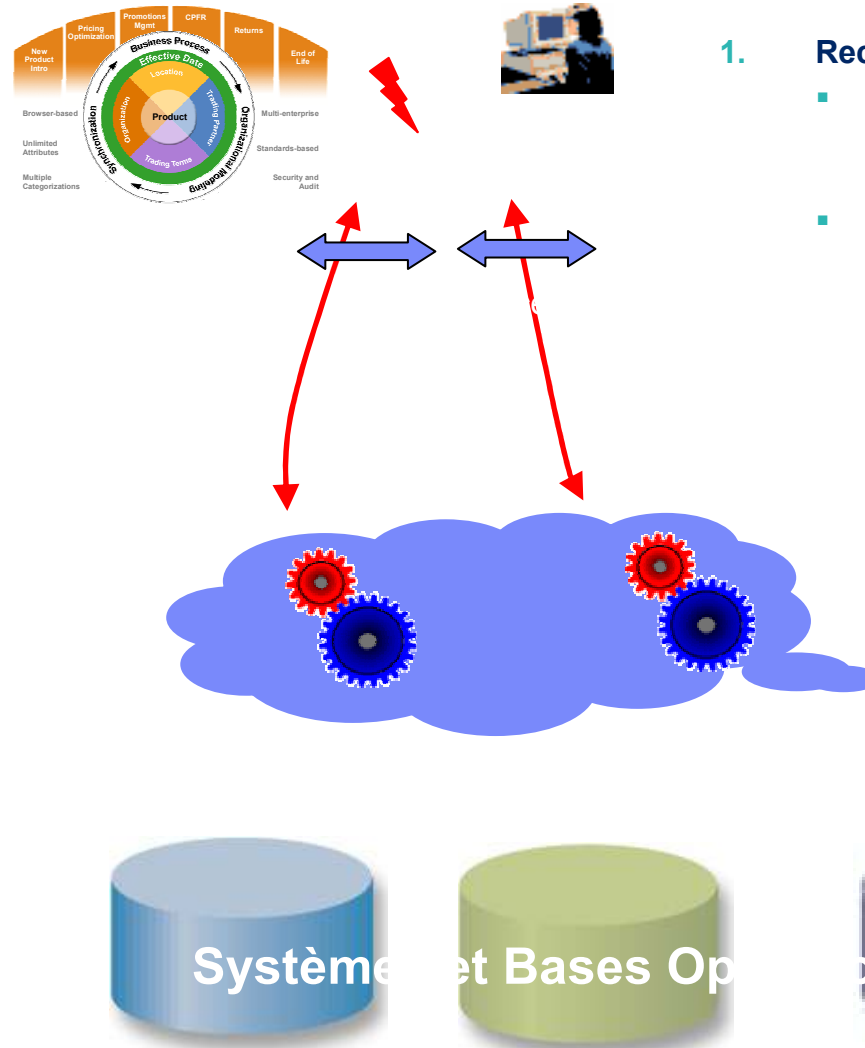 New
Product
Intro
Pricing
Optimization
Promotions
Mgmt
CPFR
Returns
End of
Life
Business Process
Effective Date
Location
Organization
Product
Trading Partner
Trading Terms
Synchronization
Organizational Modeling
Browser-based
Unlimited
Attributes
Multiple
Categorizations
Multi-enterprise
Standards-based
Security and
Audit
1.
Système et Bases Op